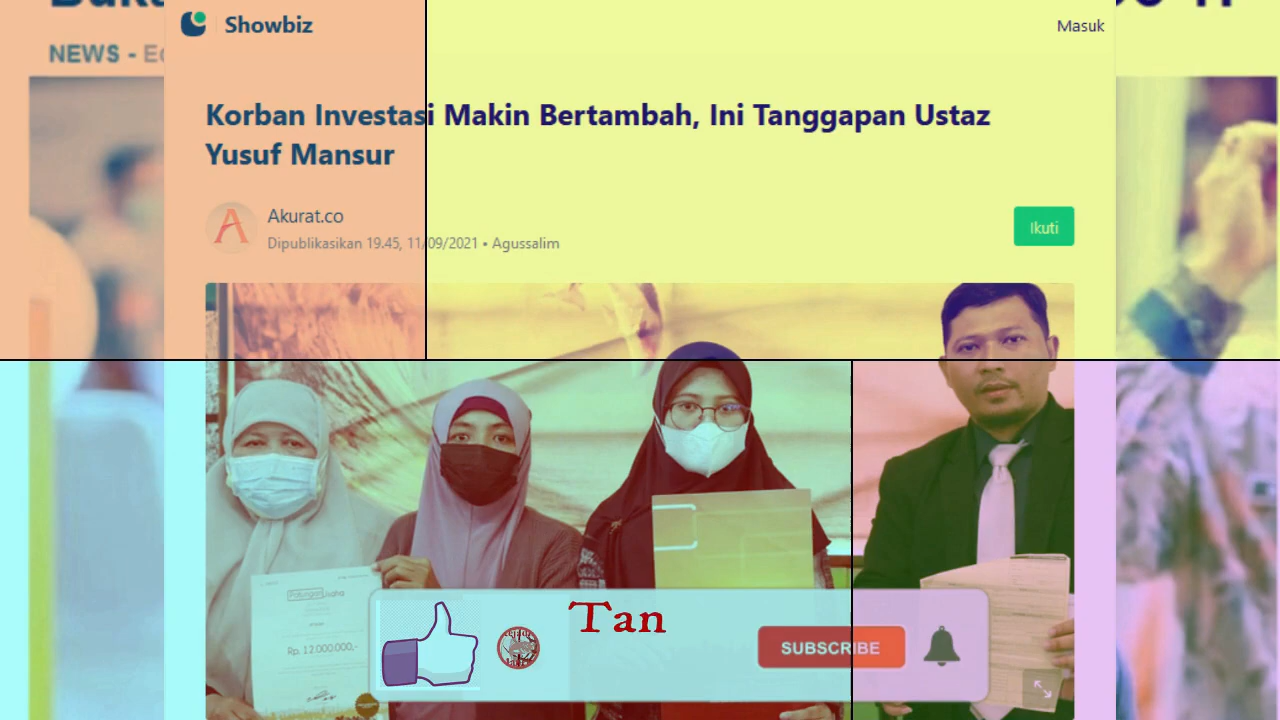 NEWS -
Showbiz
Masuk
Korban Investasi Makin Bertambah, Ini Tanggapan Ustaz
Yusuf Mansur
Akurat.co
Dipublikasikan 19.45, 11/09/2021 • Agussalim
Ikuti
PatunganUsaha
Rp. 12.000.000,-
Tan
SUBSCRIBE